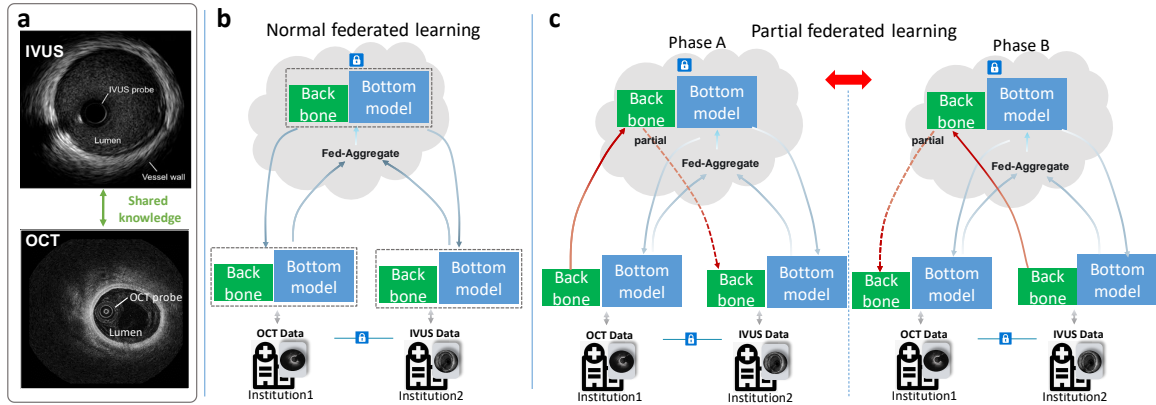 a
IVUS
IVUS probe
Lumen
Vessel wall
Shared
knowledge
OCT
OCT probe
Lumen
b
Normal federated learning
Back
bone
Bottom
model
Fed-Aggregate
Back
bone
Bottom
model
Back
bone
Bottom
model
OCT Data
IVUS Data
Institution1
Institution2
c
Partial federated learning
Phase A
Back
bone
Bottom
model
partial
Fed-Aggregate
Back
bone
Bottom
model
Back
bone
Bottom
model
OCT Data
IVUS Data
Institution1
Institution2
Phase B
Back
bone
Bottom
model
partial
Fed-Aggregate
Back
bone
Bottom
model
Back
bone
Bottom
model
OCT Data
IVUS Data
Institution1
Institution2